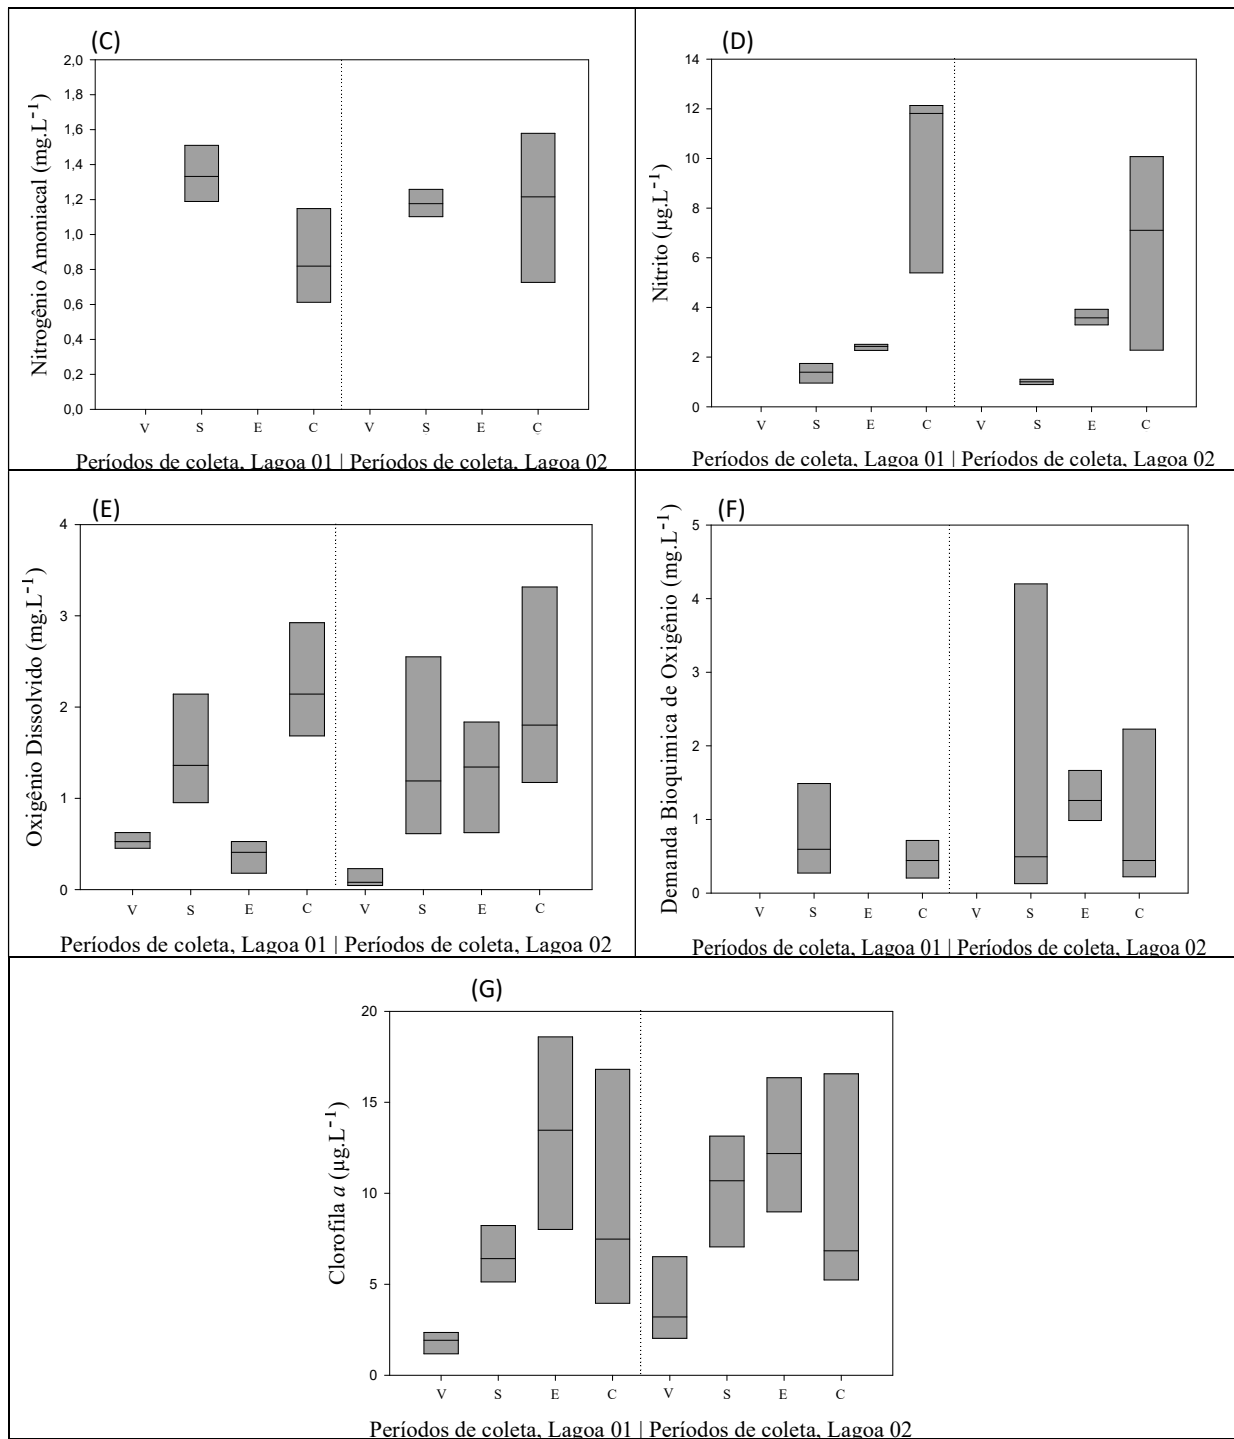 (C)
Nitrogênio Amoniacal (mg.L⁻¹)
2,0
1,8
1,6
1,4
1,2
1,0
0,8
0,6
0,4
0,2
0,0
V S E C V S E C
Períodos de coleta, Lagoa 01 | Períodos de coleta, Lagoa 02
(D)
Nitrito (µg.L⁻¹)
14
12
10
8
6
4
2
0
V S E C V S E C
Períodos de coleta, Lagoa 01 | Períodos de coleta, Lagoa 02
(E)
Oxigênio Dissolvido (mg.L⁻¹)
4
3
2
1
0
V S E C V S E C
Períodos de coleta, Lagoa 01 | Períodos de coleta, Lagoa 02
(F)
Demanda Bioquimica de Oxigênio (mg.L⁻¹)
5
4
3
2
1
0
V S E C V S E C
Períodos de coleta, Lagoa 01 | Períodos de coleta, Lagoa 02
(G)
Clorofila a (µg.L⁻¹)
20
15
10
5
0
V S E C V S E C
Períodos de coleta, Lagoa 01 | Períodos de coleta, Lagoa 02